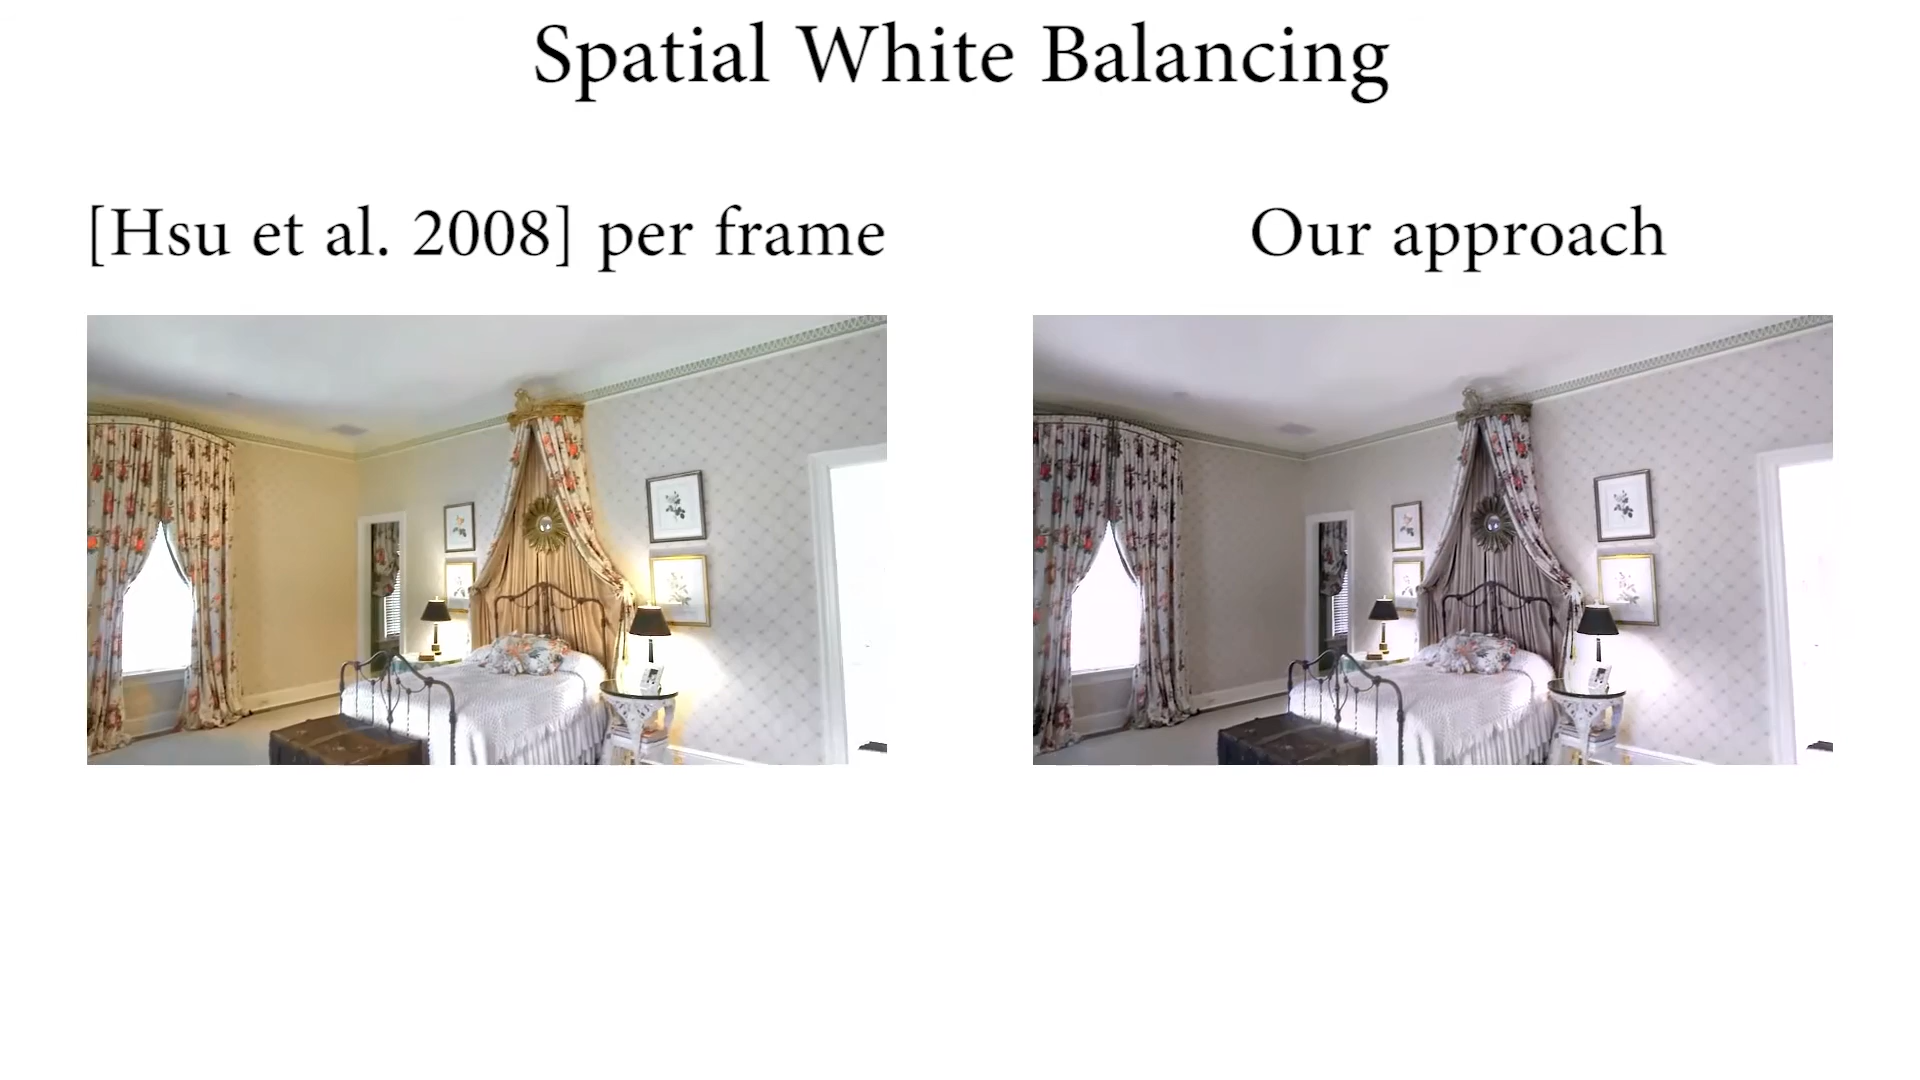 Spatial White Balancing
[Hsu et al. 2008] per frame
Our approach